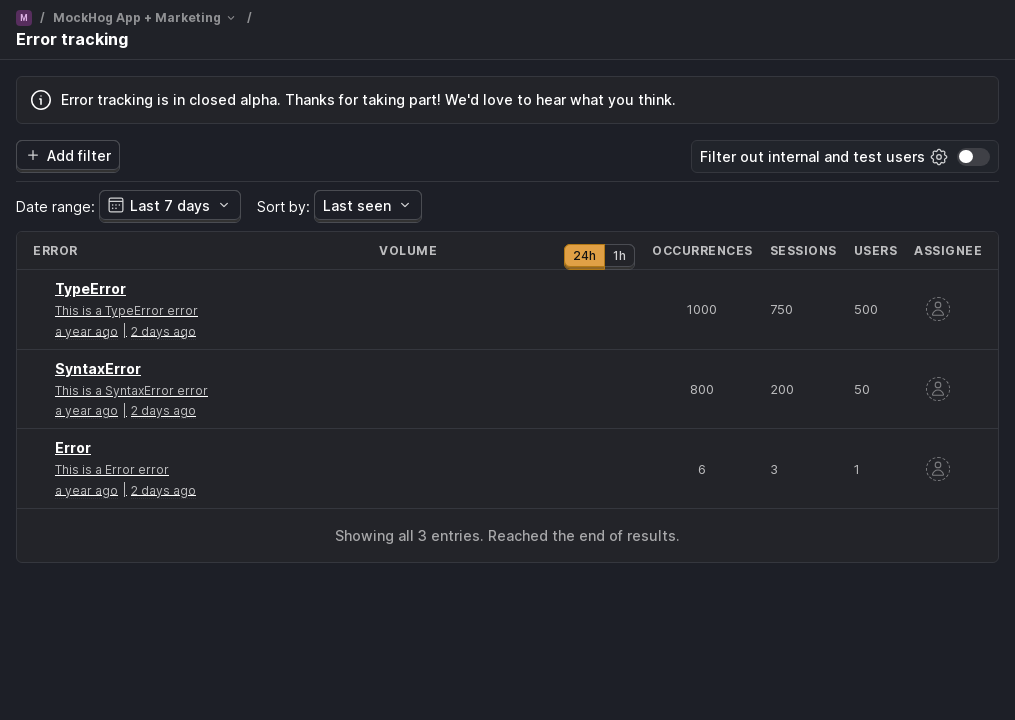 M / MockHog App + Marketing /
Error tracking
Error tracking is in closed alpha. Thanks for taking part! We'd love to hear what you think.
Add filter
Filter out internal and test users
Date range: Last 7 days Sort by: Last seen
ERROR VOLUME 24h 1h OCCURRENCES SESSIONS USERS ASSIGNEE
TypeError
This is a TypeError error
a year ago | 2 days ago
1000 750 500
SyntaxError
This is a SyntaxError error
a year ago | 2 days ago
800 200 50
Error
This is a Error error
a year ago | 2 days ago
6 3 1
Showing all 3 entries. Reached the end of results.